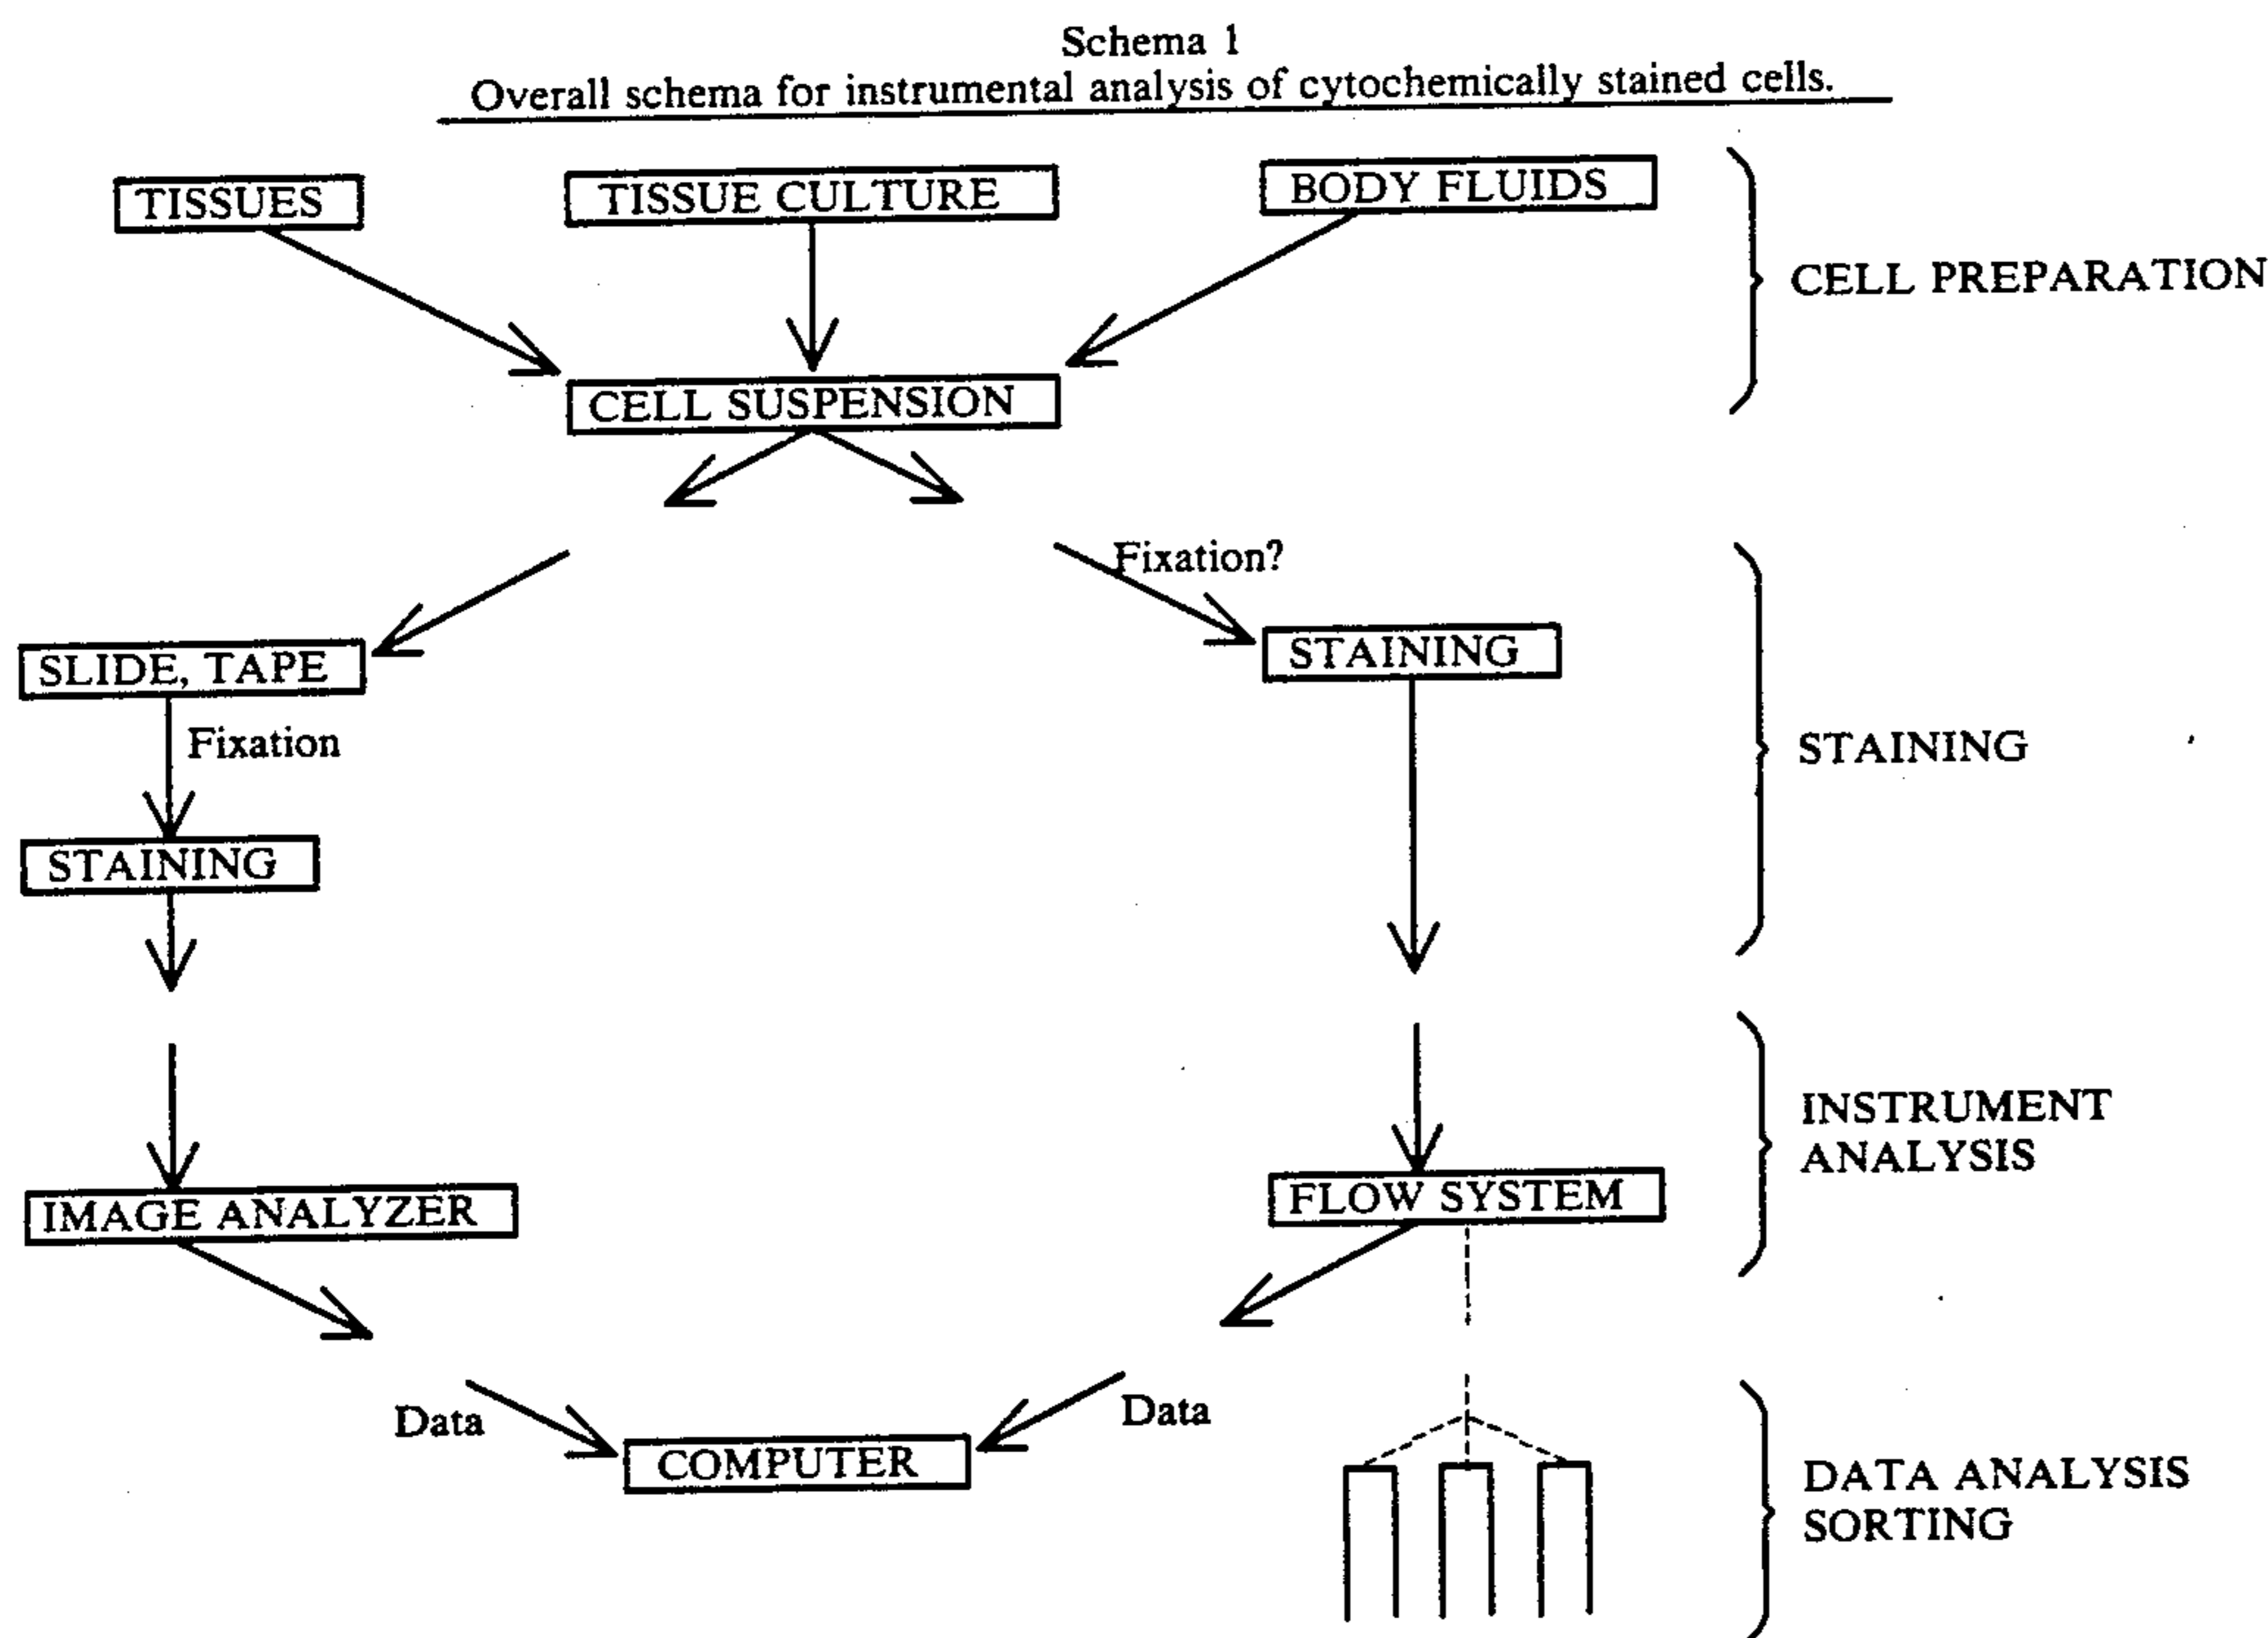 Schema 1
Overall schema for instrumental analysis of cytochemically stained cells.
TISSUES
TISSUE CULTURE
BODY FLUIDS
CELL PREPARATION
CELL SUSPENSION
Fixation?
SLIDE, TAPE
STAINING
Fixation
STAINING
STAINING
INSTRUMENT
ANALYSIS
IMAGE ANALYZER
FLOW SYSTEM
Data
Data
COMPUTER
DATA ANALYSIS
SORTING